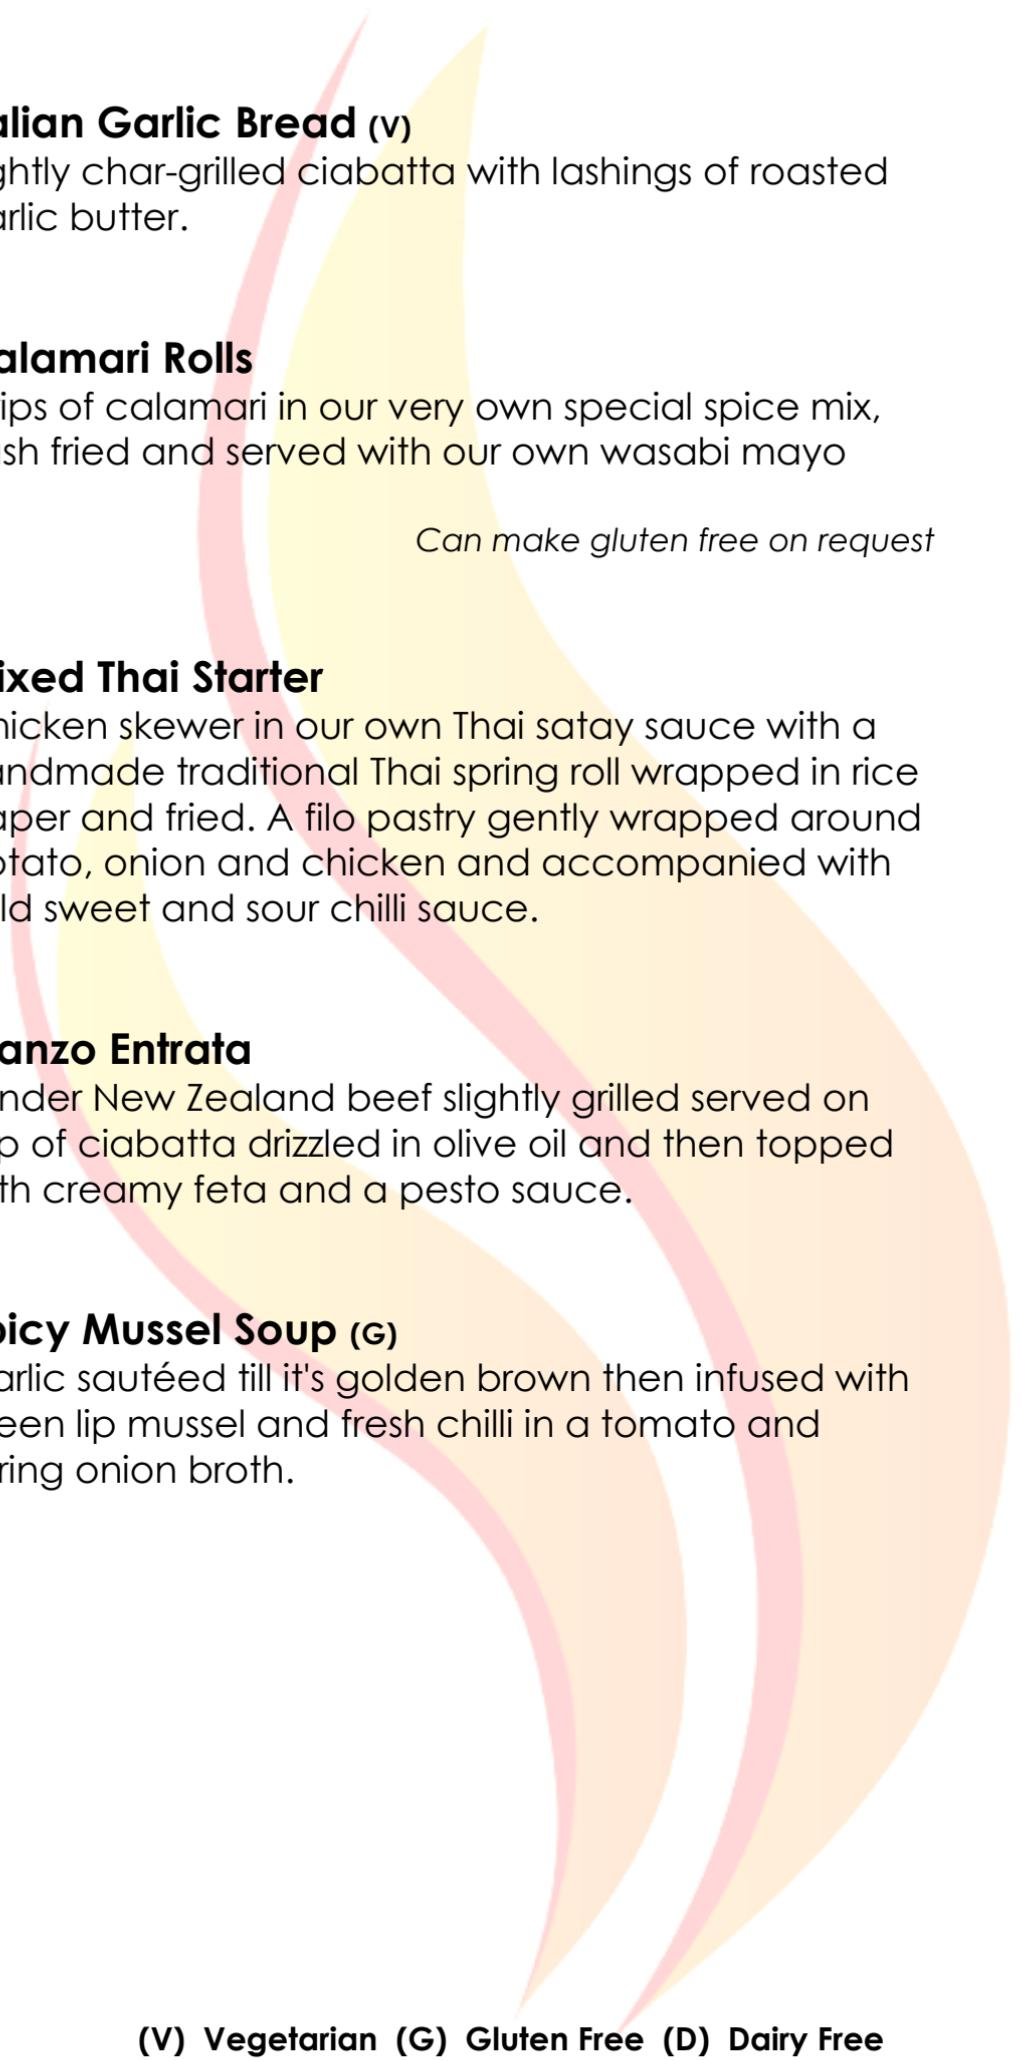 alian Garlic Bread (V)
ghtly char-grilled ciabatta with lashings of roasted
arlic butter.
alamari Rolls
rips of calamari in our very own special spice mix,
ash fried and served with our own wasabi mayo
Can make gluten free on request
ixed Thai Starter
hicken skewer in our own Thai satay sauce with a
andmade traditional Thai spring roll wrapped in rice
aper and fried. A filo pastry gently wrapped around
otato, onion and chicken and accompanied with
ild sweet and sour chilli sauce.
anzo Entrata
nder New Zealand beef slightly grilled served on
p of ciabatta drizzled in olive oil and then topped
ith creamy feta and a pesto sauce.
picy Mussel Soup (G)
arlic sautéed till it's golden brown then infused with
een lip mussel and fresh chilli in a tomato and
ring onion broth.
(V) Vegetarian (G) Gluten Free (D) Dairy Free